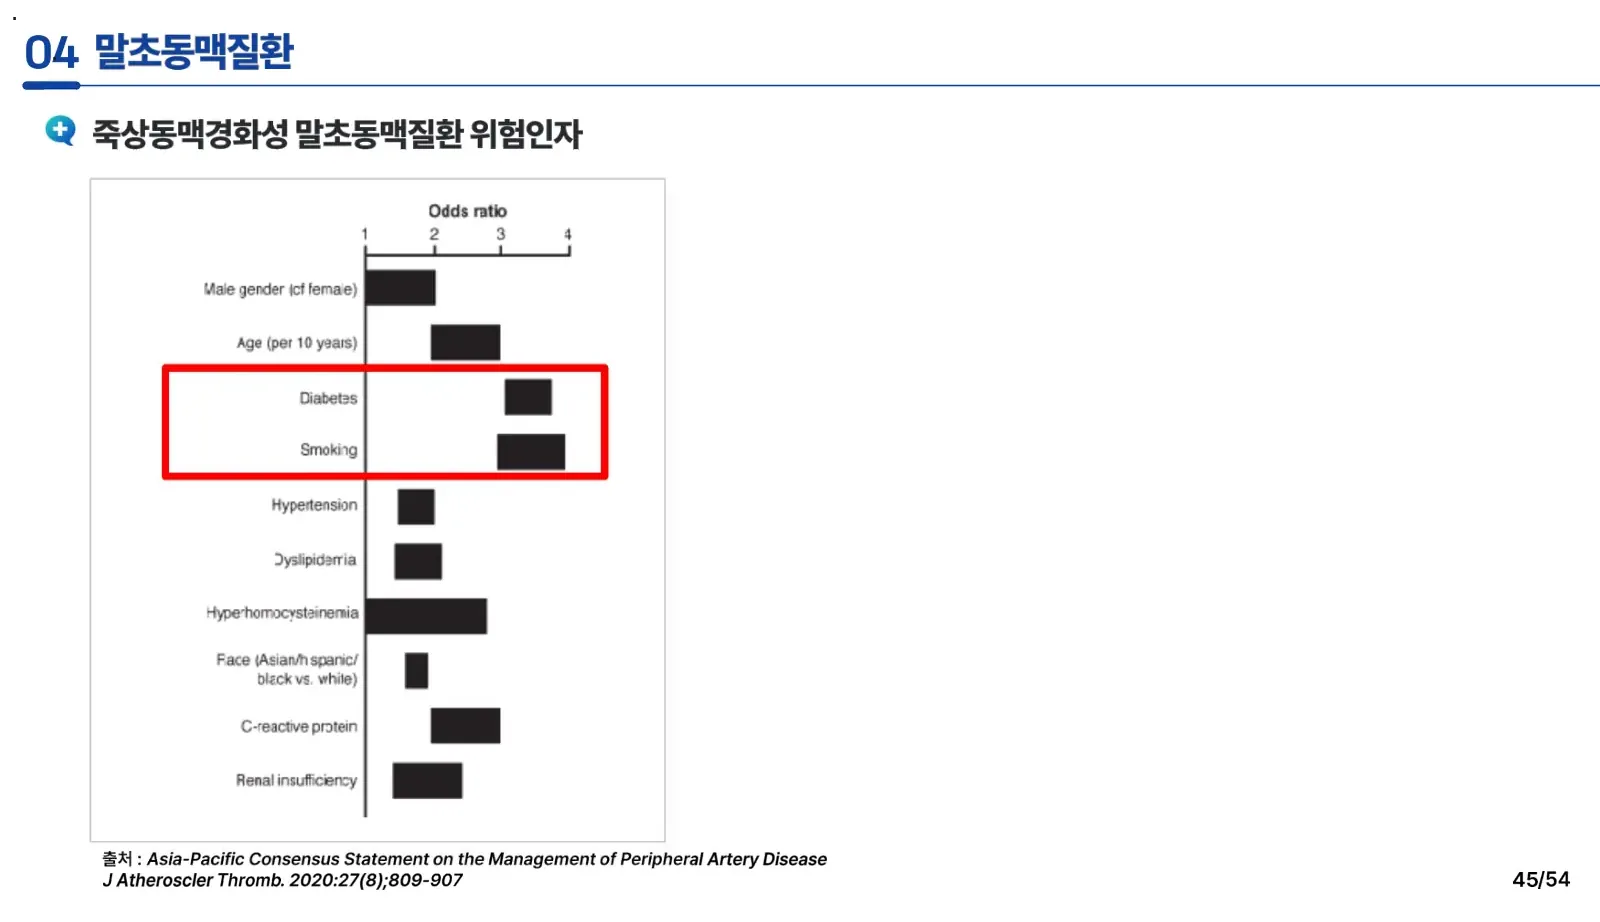 .
04 말초동맥질환
죽상동맥경화성 말초동맥질환 위험인자
Odds ratio
1 2 3 4
Male gender (cf female)
Age (per 10 years)
Diabetes
Smoking
Hypertension
Dyslipidemia
Hyperhomocysteinemia
Race (Asian/hispanic/
black vs. white)
C-reactive protein
Renal insufficiency
출처 : Asia-Pacific Consensus Statement on the Management of Peripheral Artery Disease
J Atheroscler Thromb. 2020:27(8);809-907
45/54